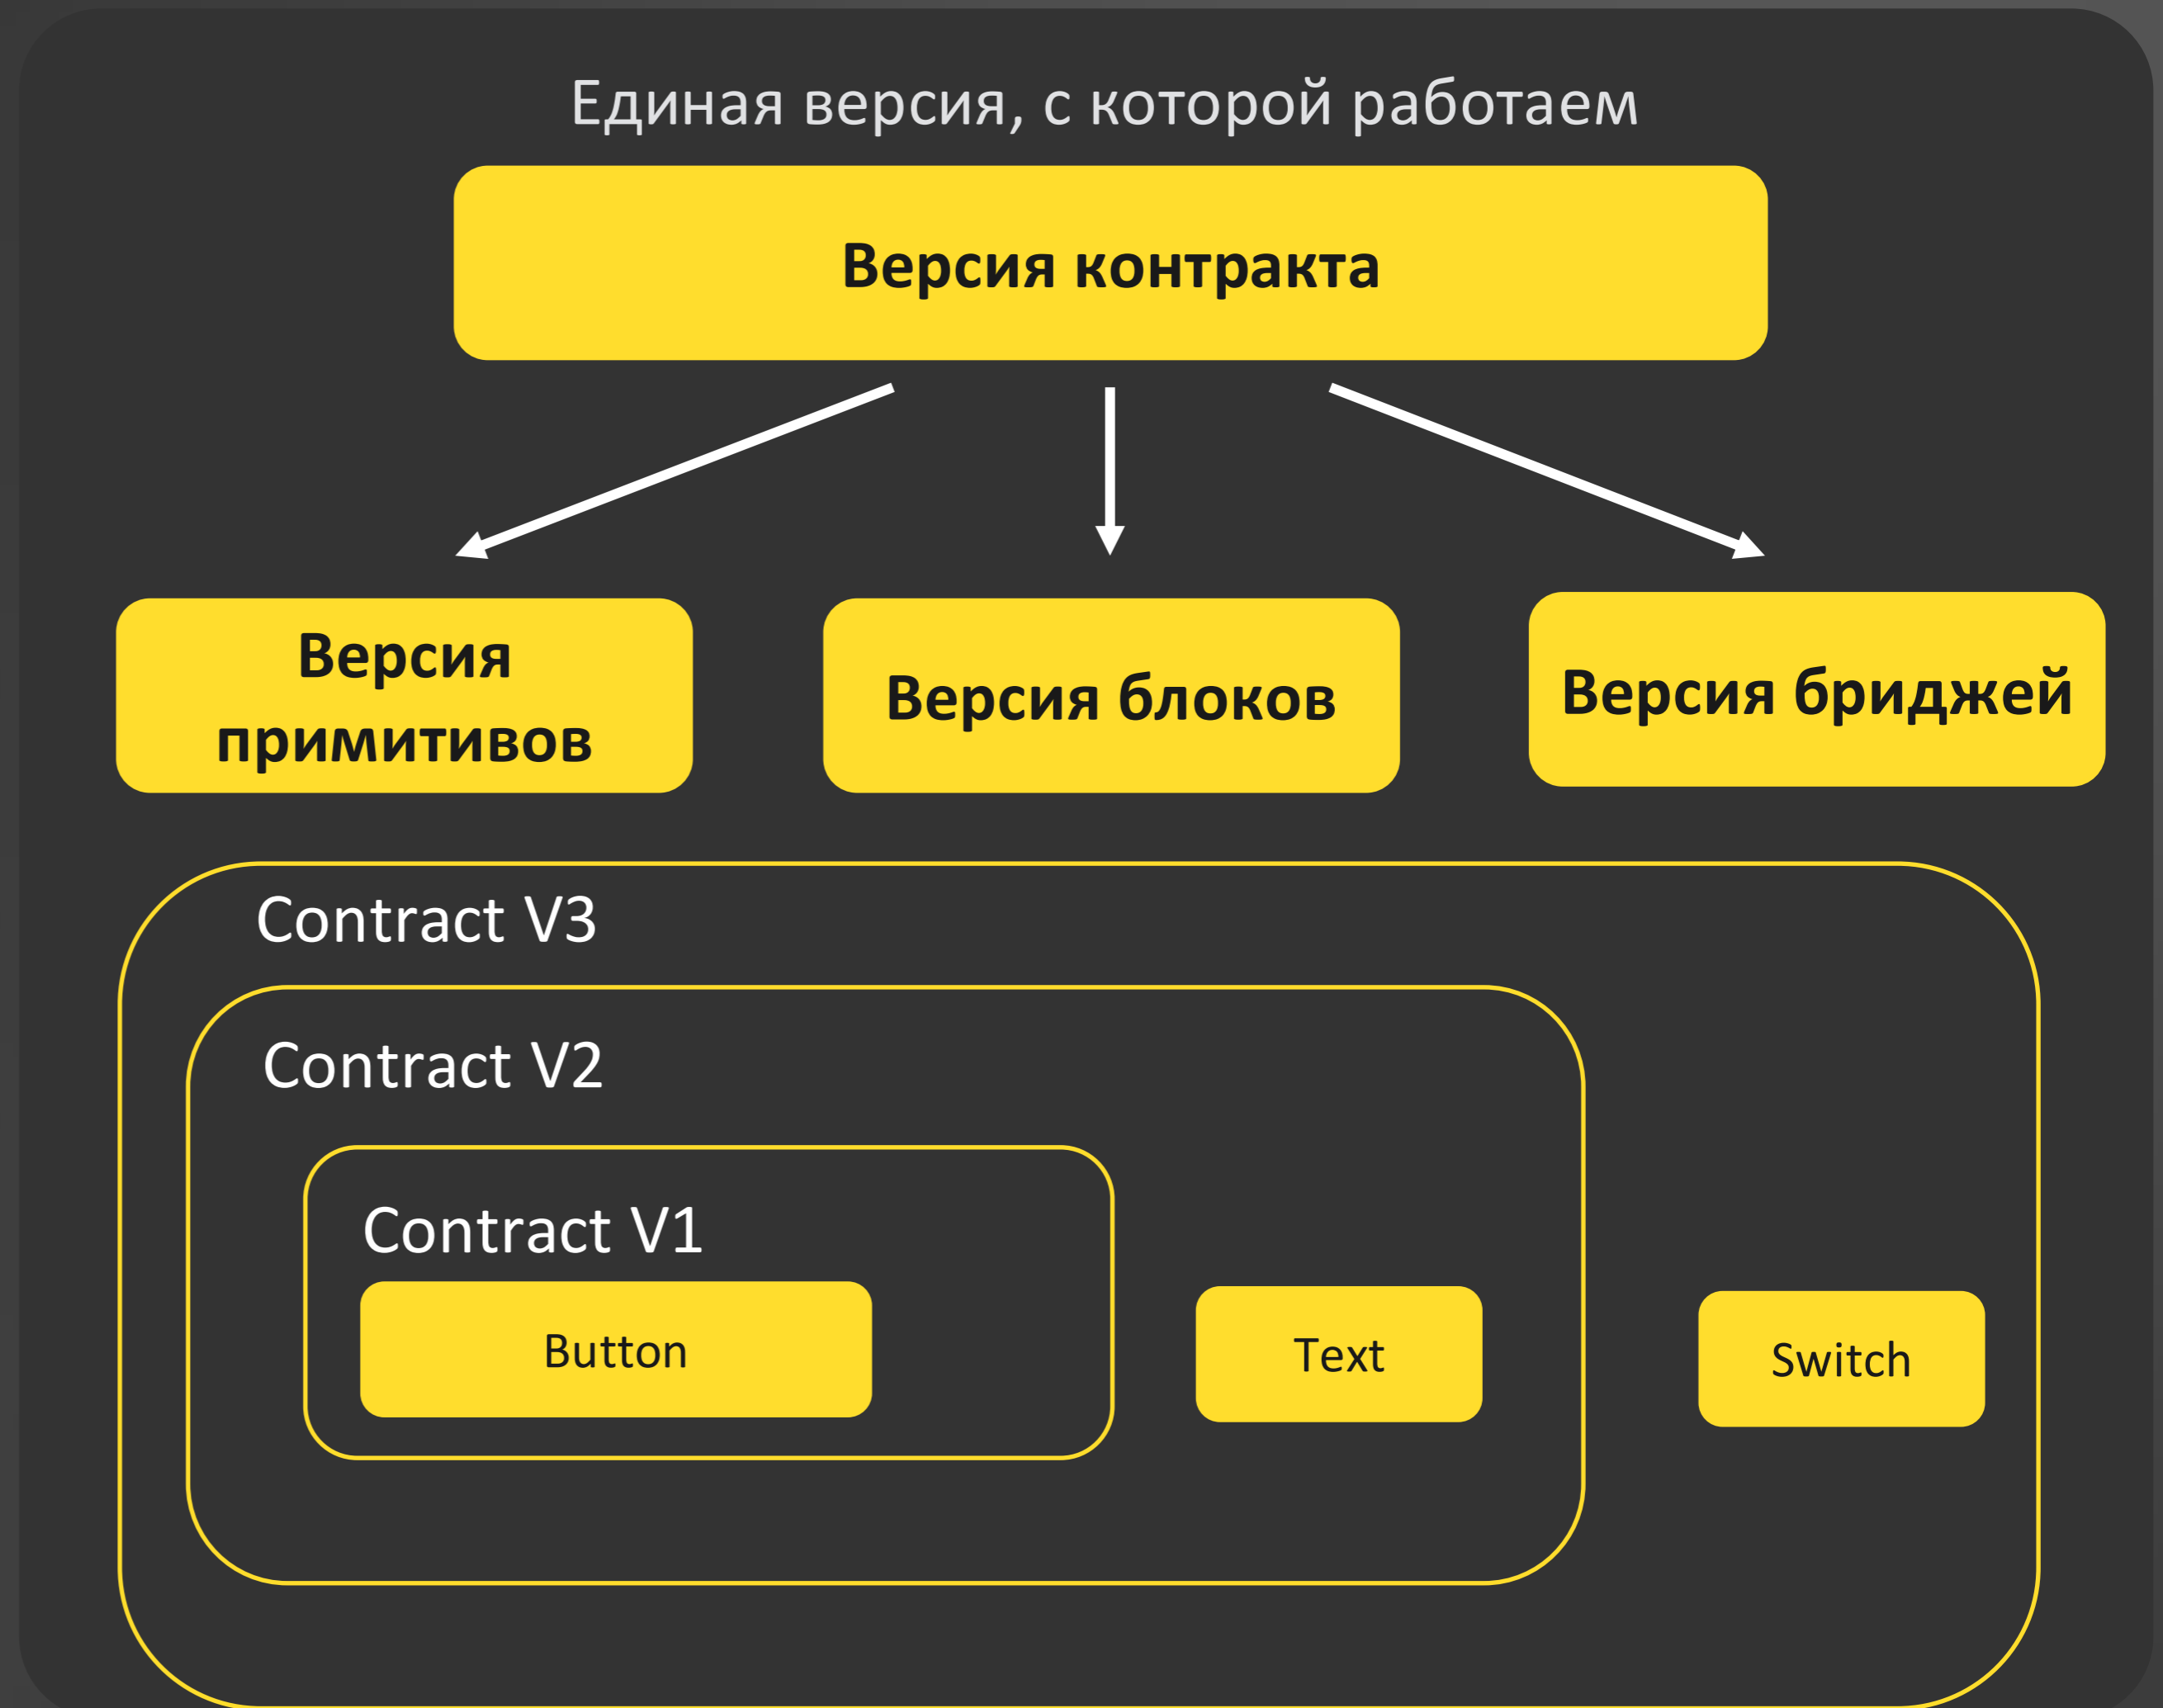 Единая версия, с которой работаем
Версия контракта
Версия
примитивов
Версия блоков
Версия бриджей
Contract V3
Contract V2
Contract V1
Button
Text
Switch